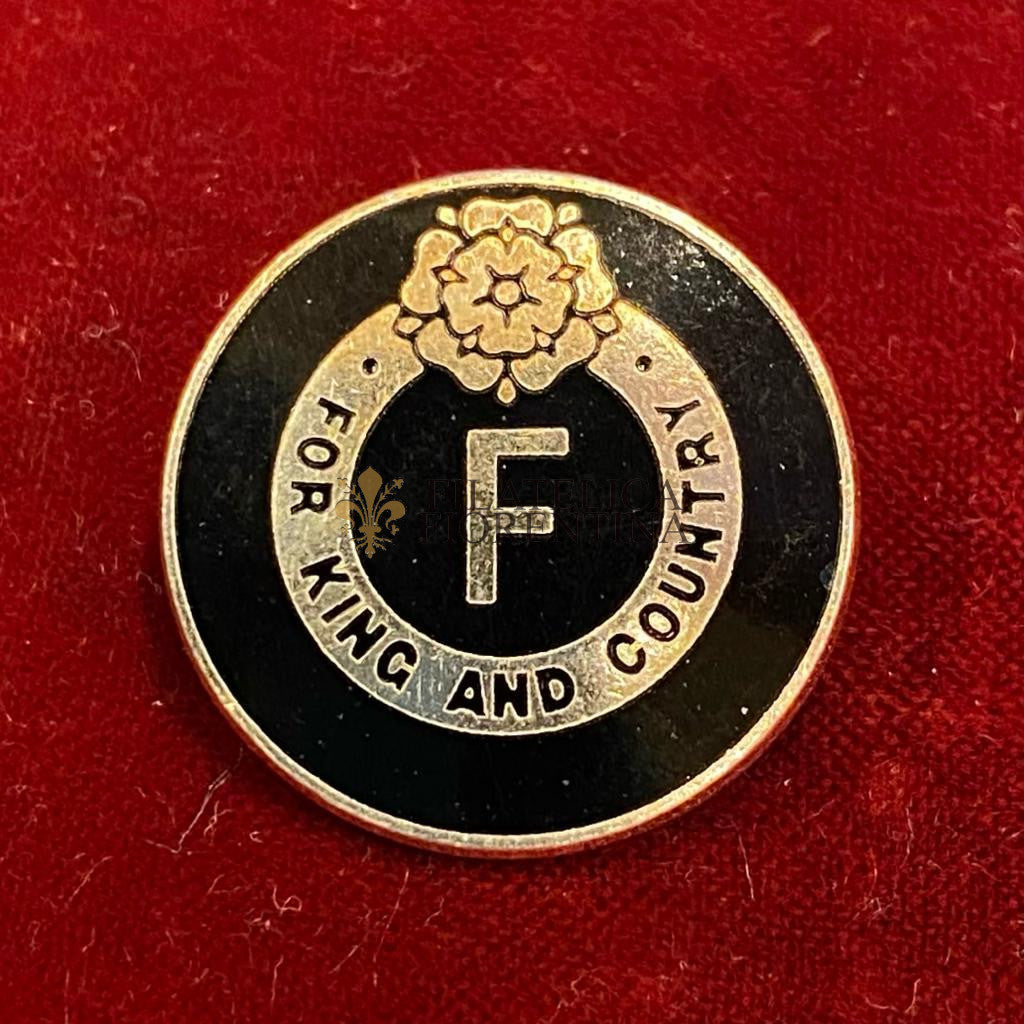 • FOR KING AND COUNTRY •
F
FILATELICA
FIORENTINA